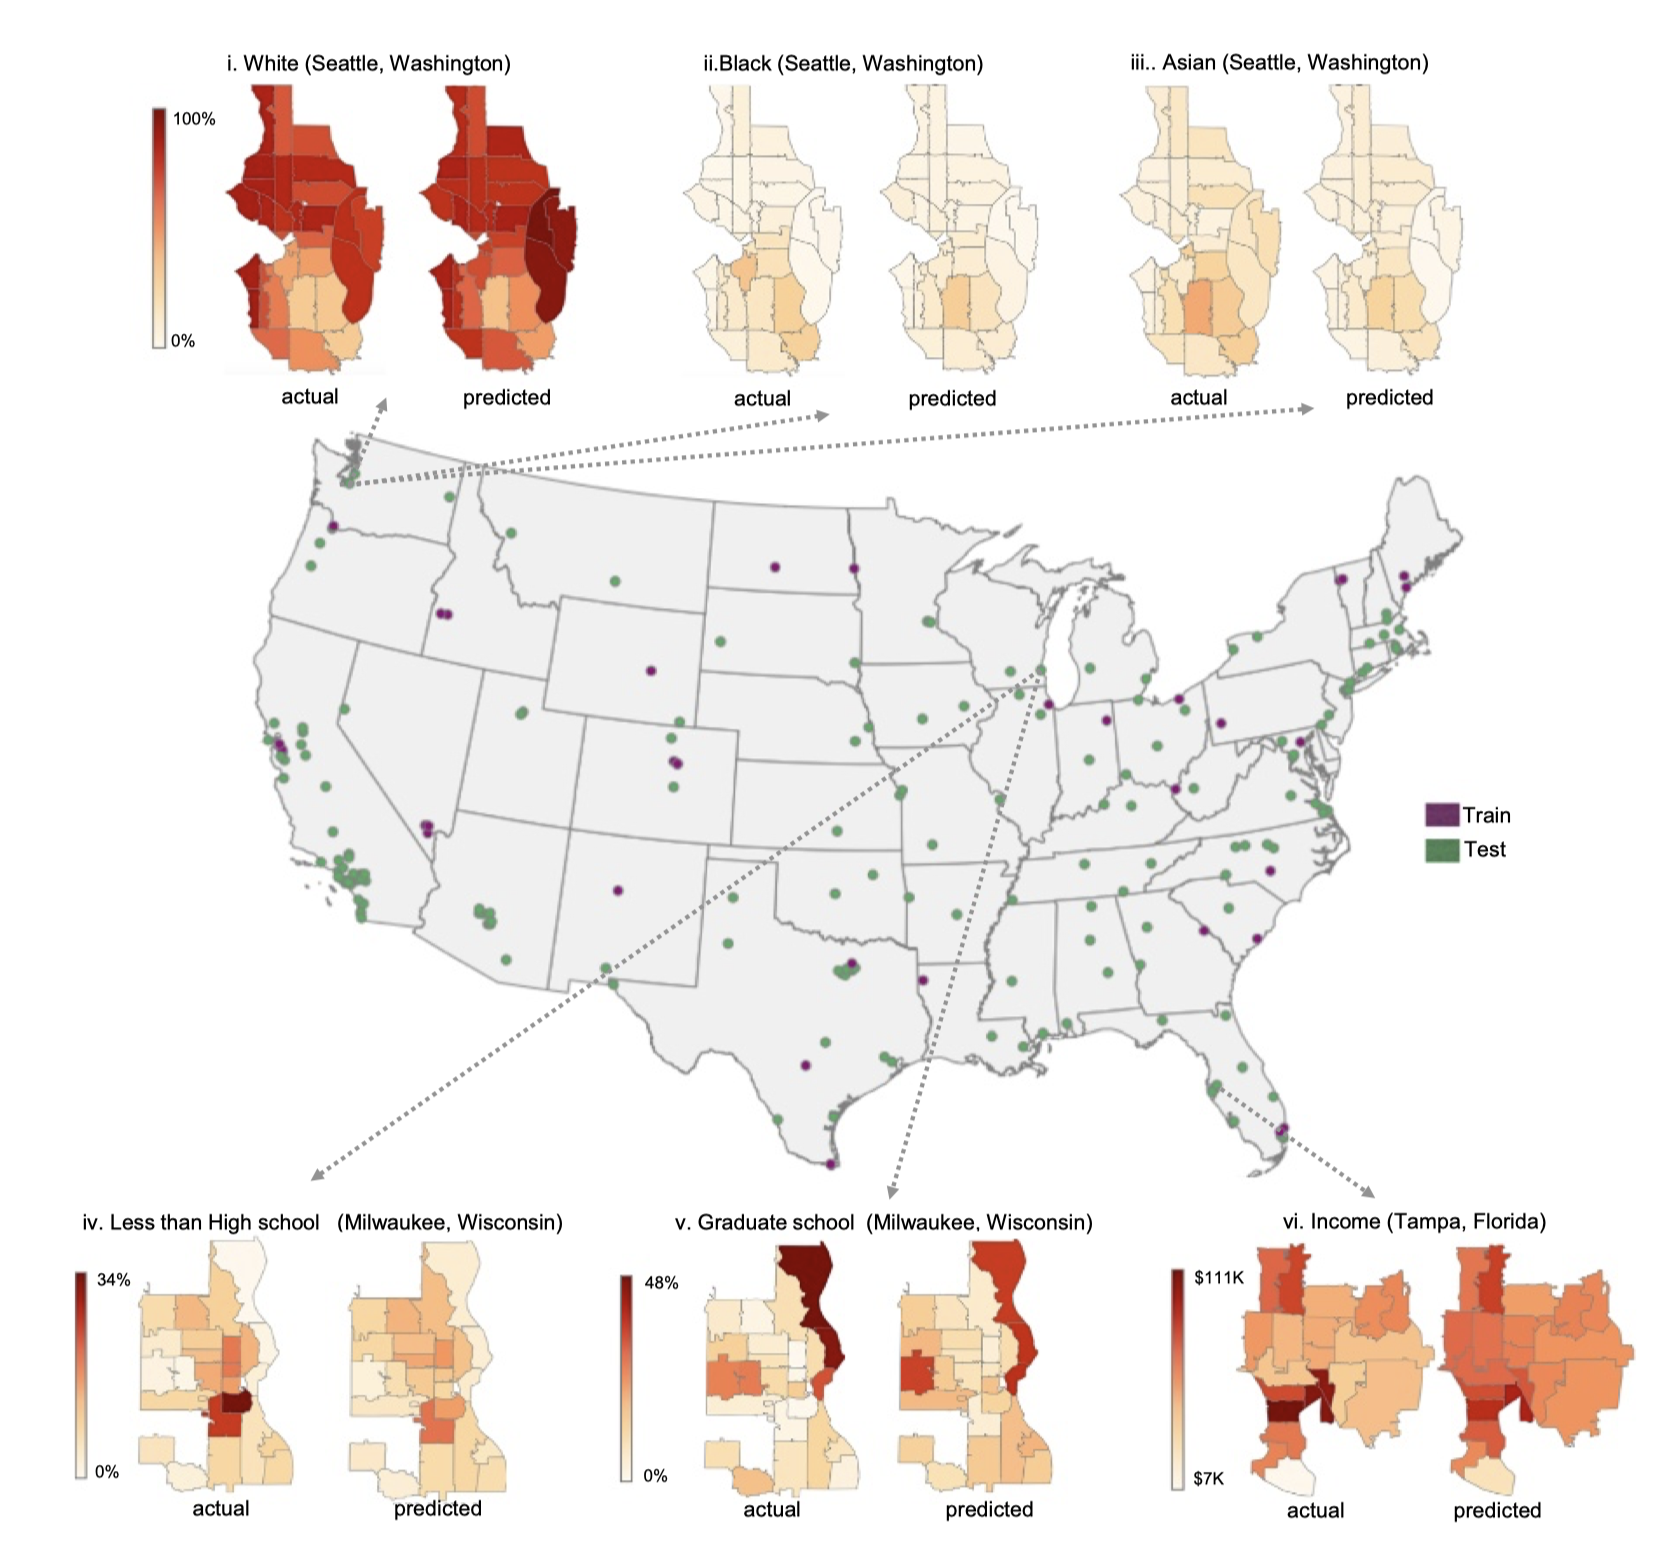 i. White (Seattle, Washington)
ii.Black (Seattle, Washington)
iii.. Asian (Seattle, Washington)
100%
0%
actual
predicted
actual
predicted
actual
predicted
Train
Test
iv. Less than High school (Milwaukee, Wisconsin)
v. Graduate school (Milwaukee, Wisconsin)
vi. Income (Tampa, Florida)
34%
0%
48%
0%
$111K
$7K
actual
predicted
actual
predicted
actual
predicted